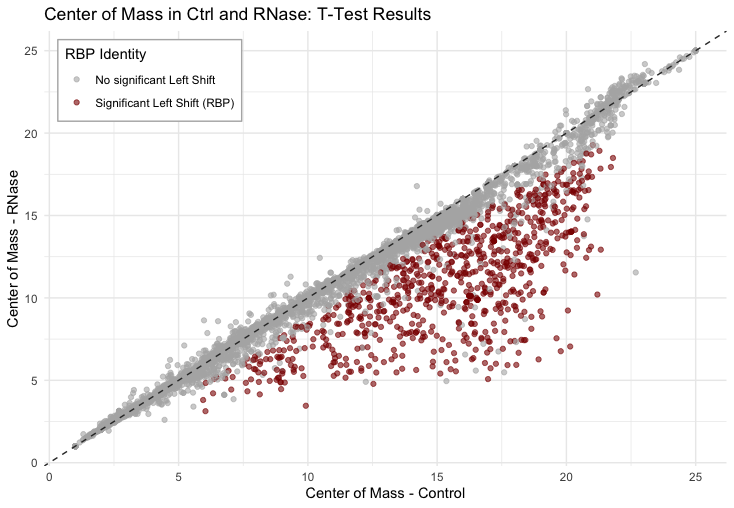 Center of Mass in Ctrl and RNase: T-Test Results
RBP Identity
No significant Left Shift
Significant Left Shift (RBP)
Center of Mass - RNase
25
20
15
10
5
0
0 5 10 15 20 25
Center of Mass - Control